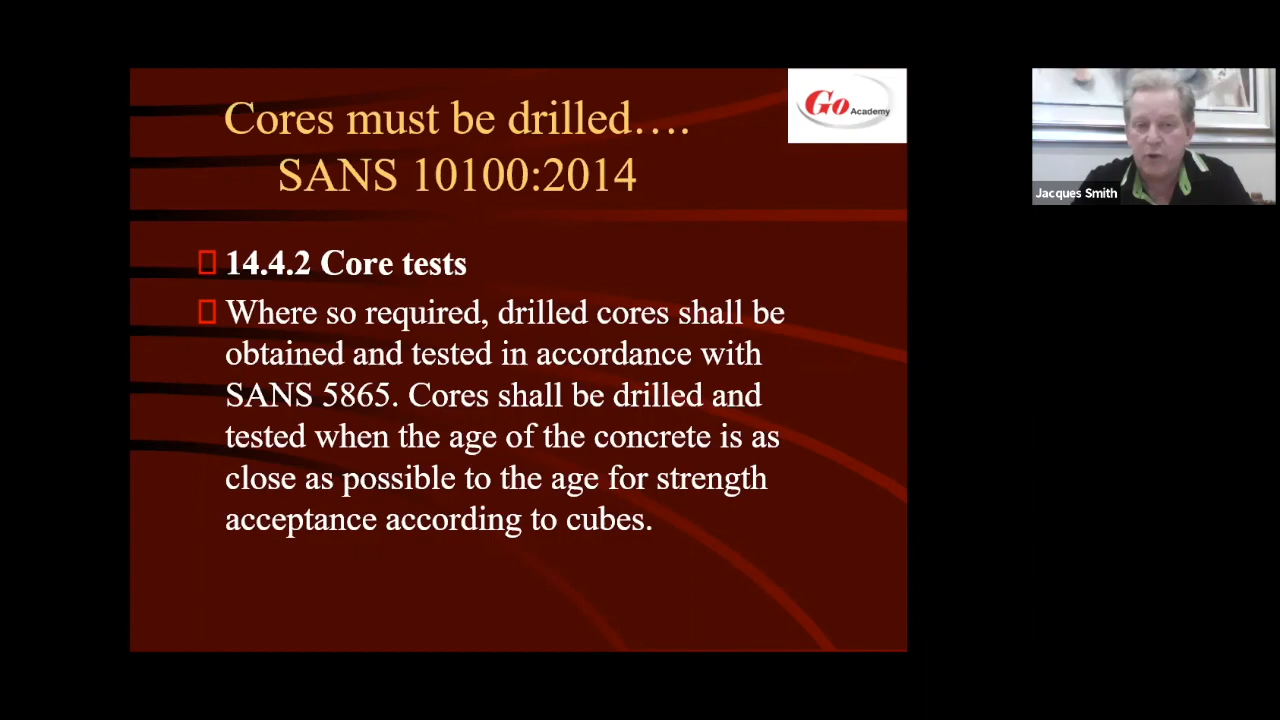 Cores must be drilled….
SANS 10100:2014
Go Academy
14.4.2 Core tests
Where so required, drilled cores shall be
obtained and tested in accordance with
SANS 5865. Cores shall be drilled and
tested when the age of the concrete is as
close as possible to the age for strength
acceptance according to cubes.
Jacques Smith